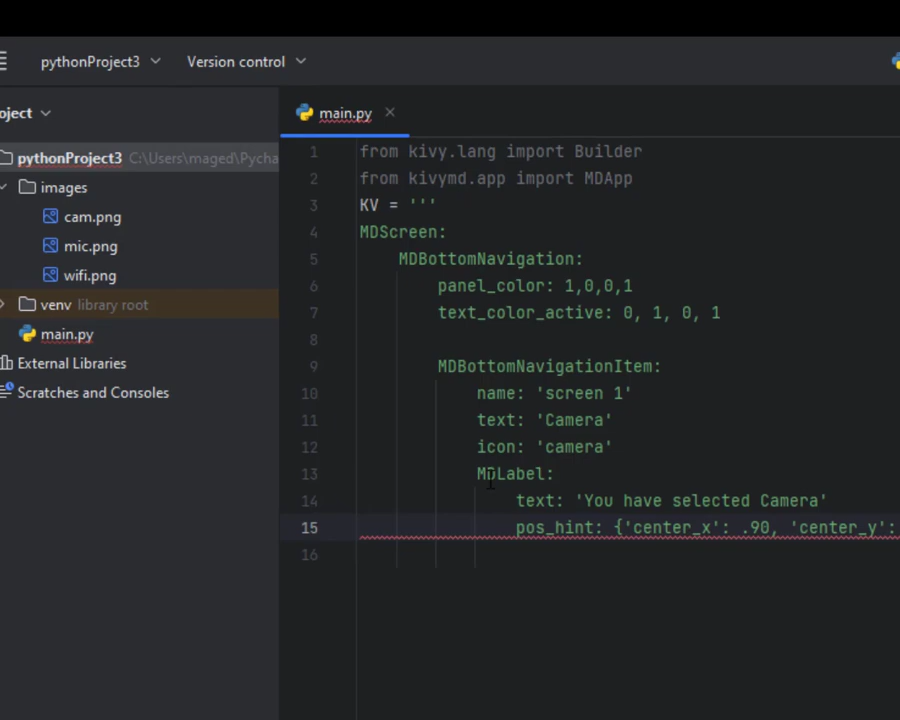 pythonProject3 Version control
oject
main.py
pythonProject3 C:\Users\maged\Pycha
images
cam.png
mic.png
wifi.png
venv library root
main.py
External Libraries
Scratches and Consoles
1 from kivy.lang import Builder
2 from kivymd.app import MDApp
3 KV = '''
4 MDScreen:
5 MDBottomNavigation:
6 panel_color: 1,0,0,1
7 text_color_active: 0, 1, 0, 1
8
9 MDBottomNavigationItem:
10 name: 'screen 1'
11 text: 'Camera'
12 icon: 'camera'
13 MDLabel:
14 text: 'You have selected Camera'
15 pos_hint: {'center_x': .90, 'center_y':
16